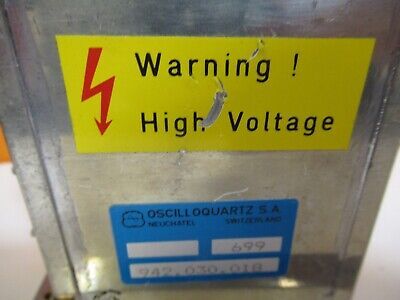 Warning !
High Voltage
OSCILLOQUARTZ S.A.
NEUCHATEL SWITZERLAND
699
942.030.018